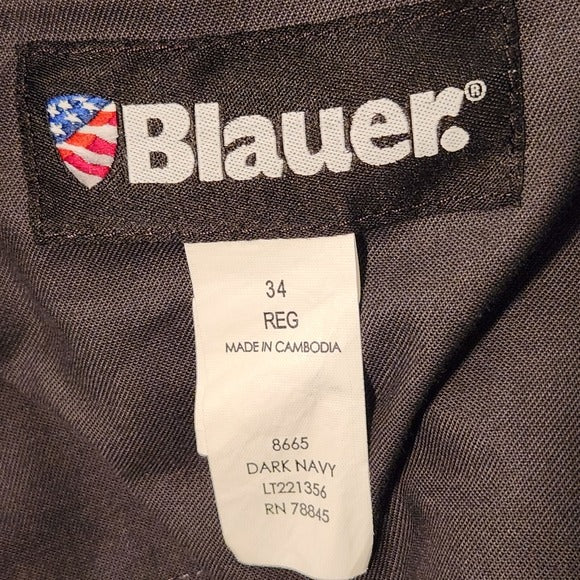 Blauer.®
34
REG
MADE IN CAMBODIA
8665
DARK NAVY
LT221356
RN 78845